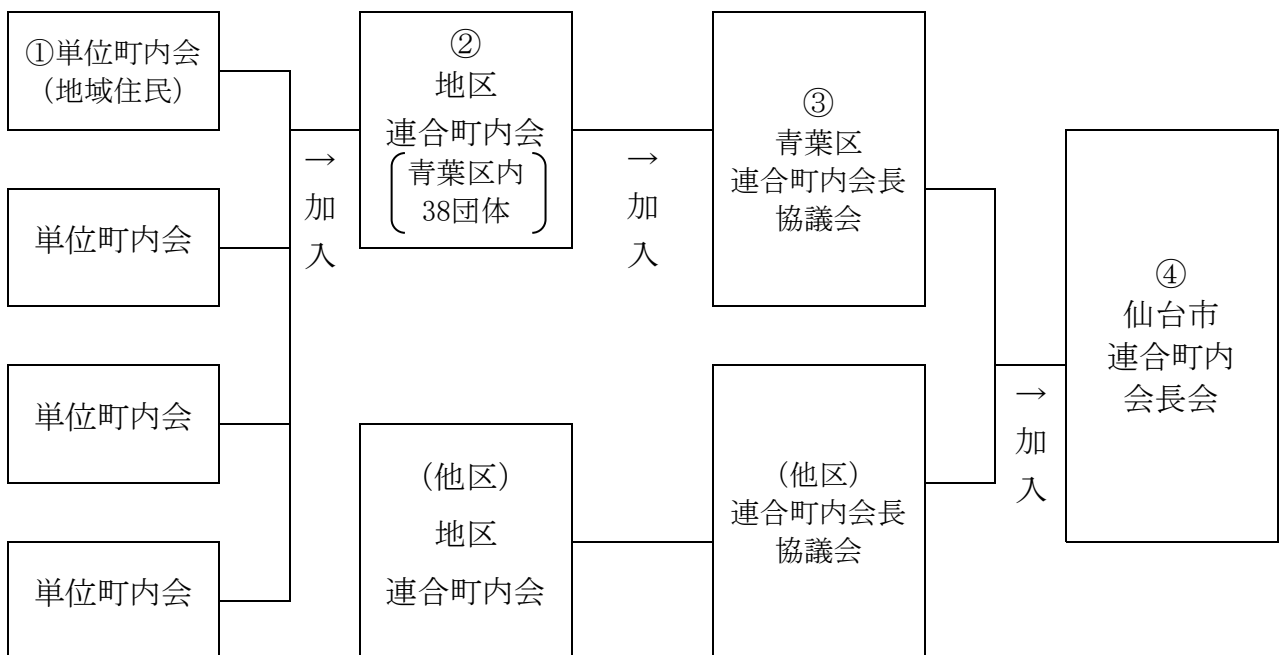 ①単位町内会
（地域住民）
単位町内会
単位町内会
単位町内会
→
加
入
②
地区
連合町内会
青葉区内
38団体
（他区）
地区
連合町内会
→
加
入
③
青葉区
連合町内会長
協議会
（他区）
連合町内会長
協議会
→
加
入
④
仙台市
連合町内
会長会